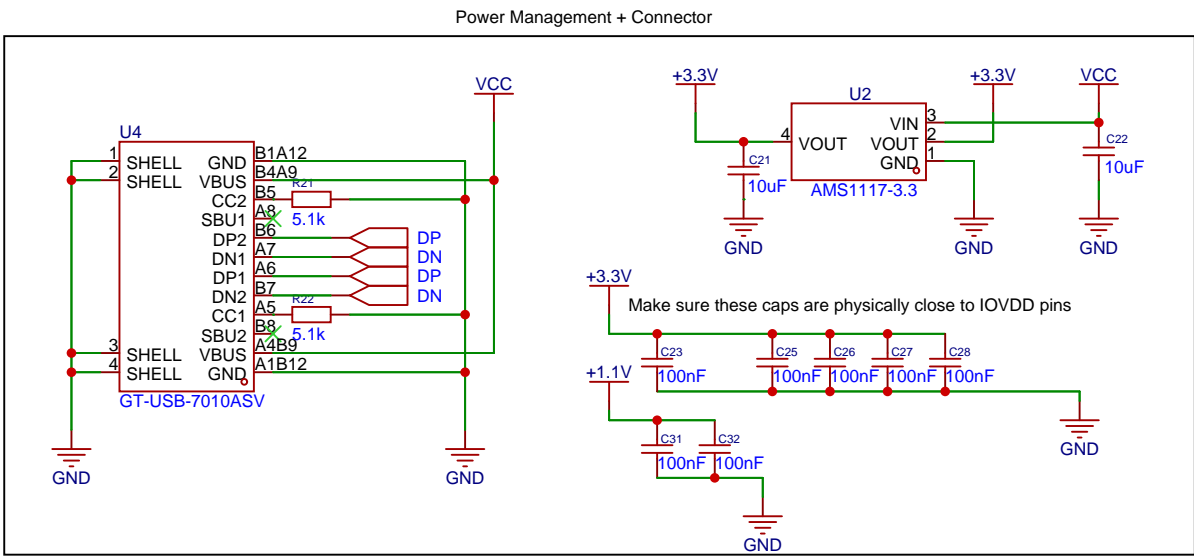 Power Management + Connector
VCC
U4
1 SHELL GND B1A12
2 SHELL VBUS B4A9
CC2 B5 R21 5.1k
SBU1 A8
DP2 B6 DP
DN1 A7 DN
DP1 A6 DP
DN2 B7 DN
CC1 A5 R22 5.1k
SBU2 B8
3 SHELL VBUS A4B9
4 SHELL GND A1B12
GT-USB-7010ASV
GND
GND
+3.3V
+3.3V
VCC
U2
VIN 3
4 VOUT VOUT 2
GND 1
AMS1117-3.3
C21
10uF
C22
10uF
GND
GND
GND
+3.3V
Make sure these caps are physically close to IOVDD pins
C23 C25 C26 C27 C28
100nF 100nF 100nF 100nF 100nF
GND
+1.1V
C31 C32
100nF 100nF
GND